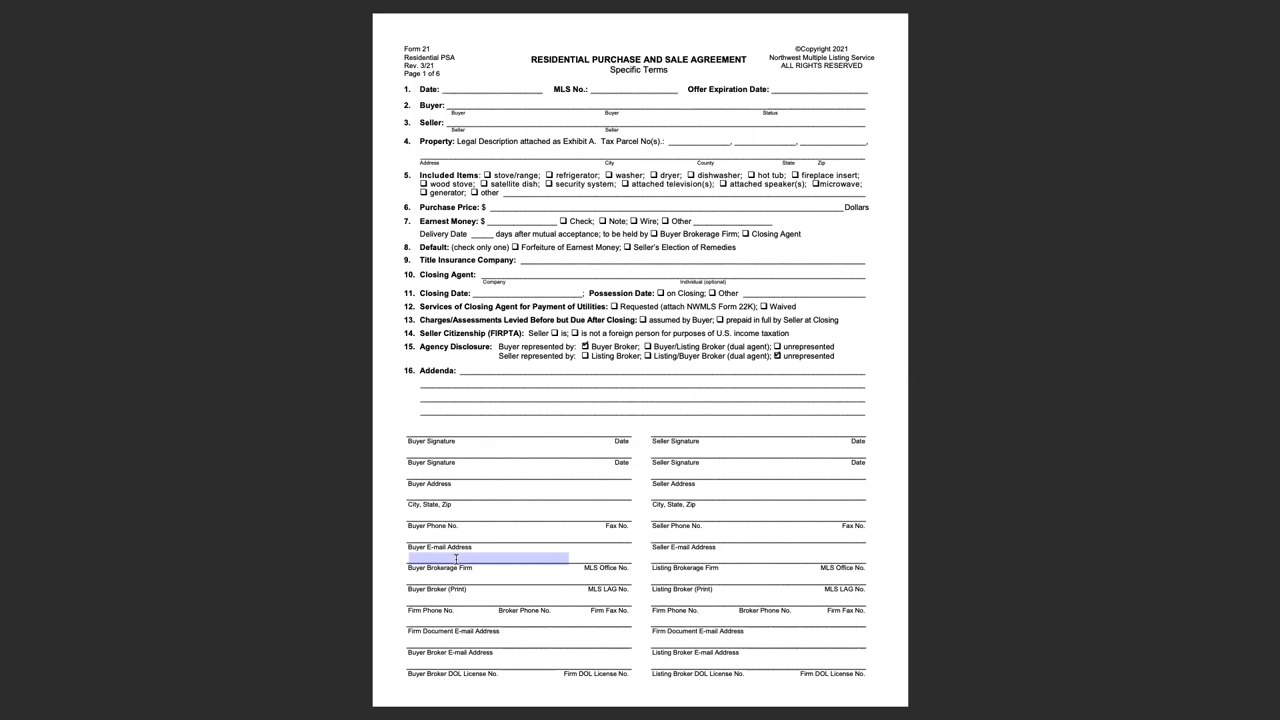 Form 21
Residential PSA
Rev. 3/21
Page 1 of 6
RESIDENTIAL PURCHASE AND SALE AGREEMENT
Specific Terms
©Copyright 2021
Northwest Multiple Listing Service
ALL RIGHTS RESERVED
1. Date: MLS No.: Offer Expiration Date:
2. Buyer:
Buyer Buyer Status
3. Seller:
Seller Seller
4. Property: Legal Description attached as Exhibit A. Tax Parcel No(s).: , , ,
Address City County State Zip
5. Included Items: ❑ stove/range; ❑ refrigerator; ❑ washer; ❑ dryer; ❑ dishwasher; ❑ hot tub; ❑ fireplace insert;
❑ wood stove; ❑ satellite dish; ❑ security system; ❑ attached television(s); ❑ attached speaker(s); ❑microwave;
❑ generator; ❑ other
6. Purchase Price: $ Dollars
7. Earnest Money: $ ❑ Check; ❑ Note; ❑ Wire; ❑ Other
Delivery Date days after mutual acceptance; to be held by ❑ Buyer Brokerage Firm; ❑ Closing Agent
8. Default: (check only one) ❑ Forfeiture of Earnest Money; ❑ Seller's Election of Remedies
9. Title Insurance Company:
10. Closing Agent:
Company Individual (optional)
11. Closing Date: ; Possession Date: ❑ on Closing; ❑ Other
12. Services of Closing Agent for Payment of Utilities: ❑ Requested (attach NWMLS Form 22K); ❑ Waived
13. Charges/Assessments Levied Before but Due After Closing: ❑ assumed by Buyer; ❑ prepaid in full by Seller at Closing
14. Seller Citizenship (FIRPTA): Seller ❑ is; ❑ is not a foreign person for purposes of U.S. income taxation
15. Agency Disclosure: Buyer represented by: ☑ Buyer Broker; ❑ Buyer/Listing Broker (dual agent); ❑ unrepresented
Seller represented by: ❑ Listing Broker; ❑ Listing/Buyer Broker (dual agent); ☑ unrepresented
16. Addenda:
Buyer Signature Date Seller Signature Date
Buyer Signature Date Seller Signature Date
Buyer Address Seller Address
City, State, Zip City, State, Zip
Buyer Phone No. Fax No. Seller Phone No. Fax No.
Buyer E-mail Address Seller E-mail Address
Buyer Brokerage Firm MLS Office No. Listing Brokerage Firm MLS Office No.
Buyer Broker (Print) MLS LAG No. Listing Broker (Print) MLS LAG No.
Firm Phone No. Broker Phone No. Firm Fax No. Firm Phone No. Broker Phone No. Firm Fax No.
Firm Document E-mail Address Firm Document E-mail Address
Buyer Broker E-mail Address Listing Broker E-mail Address
Buyer Broker DOL License No. Firm DOL License No. Listing Broker DOL License No. Firm DOL License No.